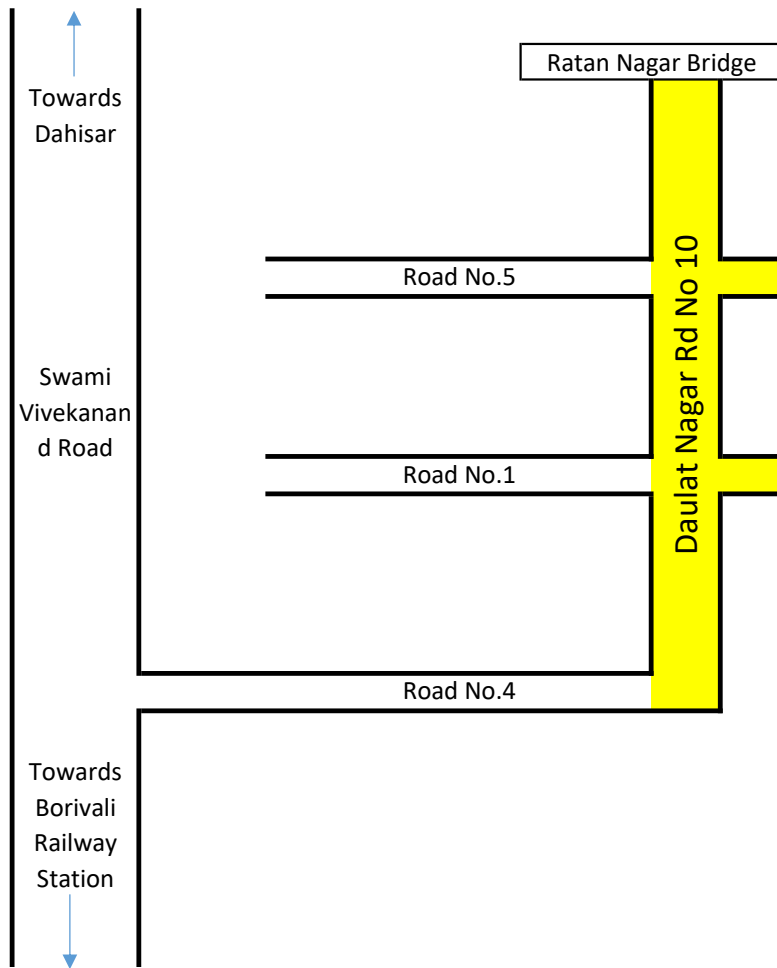 Ratan Nagar Bridge
Towards
Dahisar
Daulat Nagar Rd No 10
Road No.5
Swami
Vivekanan
d Road
Road No.1
Road No.4
Towards
Borivali
Railway
Station